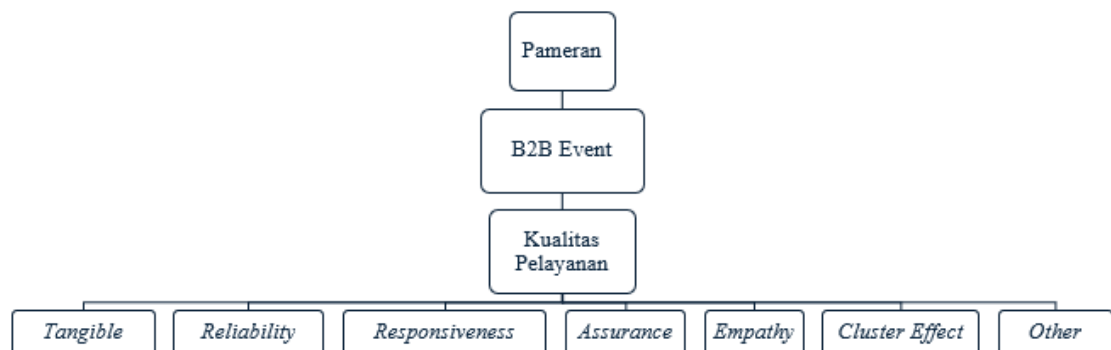 Pameran
B2B Event
Kualitas
Pelayanan
Tangible
Reliability
Responsiveness
Assurance
Empathy
Cluster Effect
Other